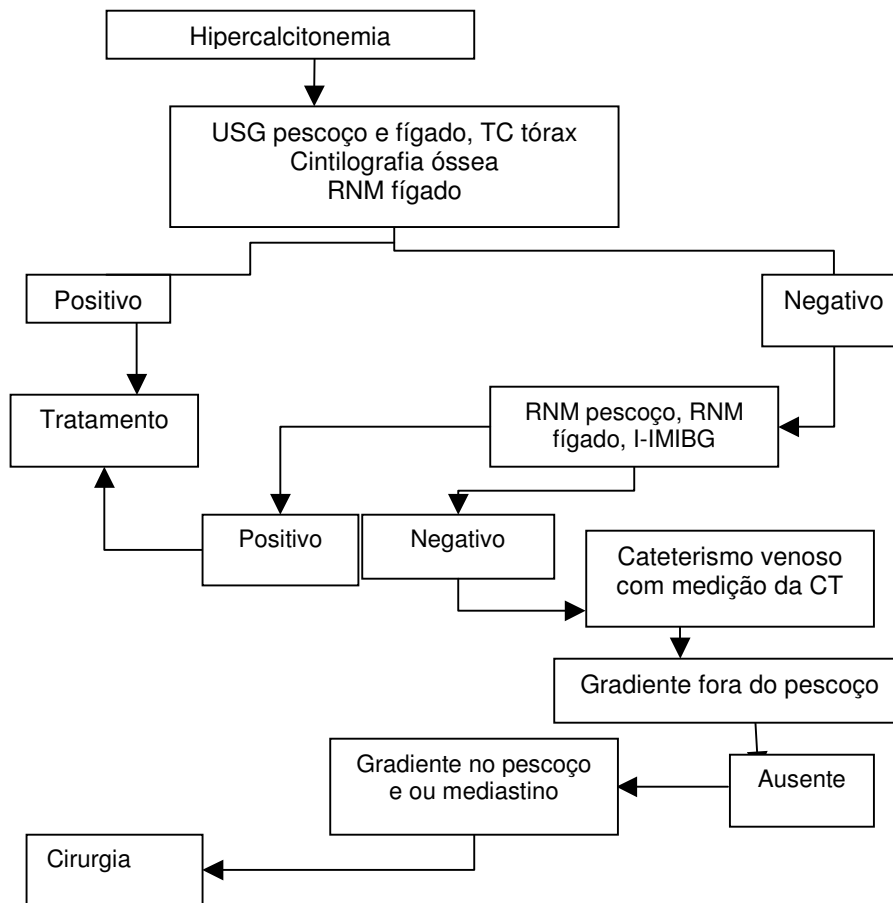 Hipercalcitonemia
USG pescoço e fígado, TC tórax
Cintilografia óssea
RNM fígado
Positivo
Negativo
Tratamento
RNM pescoço, RNM
fígado, I-IMIBG
Positivo
Negativo
Cateterismo venoso
com medição da CT
Gradiente fora do pescoço
Ausente
Gradiente no pescoço
e ou mediastino
Cirurgia